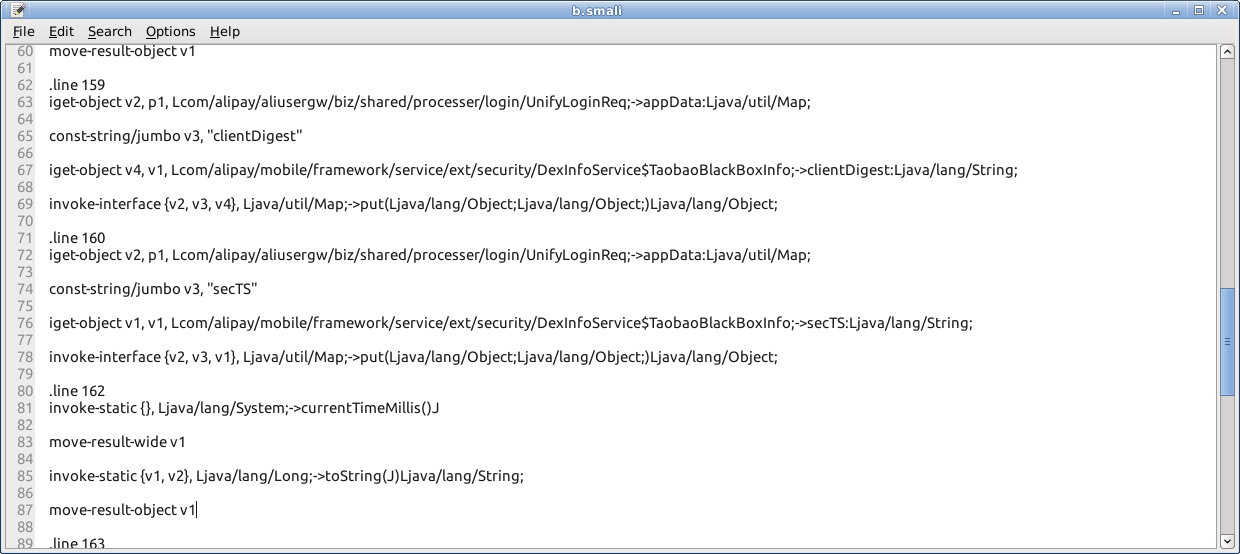 b.smali
File Edit Search Options Help
60 move-result-object v1
61
62 .line 159
63 iget-object v2, p1, Lcom/alipay/aliusergw/biz/shared/processer/login/UnifyLoginReq;->appData:Ljava/util/Map;
64
65 const-string/jumbo v3, "clientDigest"
66
67 iget-object v4, v1, Lcom/alipay/mobile/framework/service/ext/security/DexInfoService$TaobaoBlackBoxInfo;->clientDigest:Ljava/lang/String;
68
69 invoke-interface {v2, v3, v4}, Ljava/util/Map;->put(Ljava/lang/Object;Ljava/lang/Object;)Ljava/lang/Object;
70
71 .line 160
72 iget-object v2, p1, Lcom/alipay/aliusergw/biz/shared/processer/login/UnifyLoginReq;->appData:Ljava/util/Map;
73
74 const-string/jumbo v3, "secTS"
75
76 iget-object v1, v1, Lcom/alipay/mobile/framework/service/ext/security/DexInfoService$TaobaoBlackBoxInfo;->secTS:Ljava/lang/String;
77
78 invoke-interface {v2, v3, v1}, Ljava/util/Map;->put(Ljava/lang/Object;Ljava/lang/Object;)Ljava/lang/Object;
79
80 .line 162
81 invoke-static {}, Ljava/lang/System;->currentTimeMillis()J
82
83 move-result-wide v1
84
85 invoke-static {v1, v2}, Ljava/lang/Long;->toString(J)Ljava/lang/String;
86
87 move-result-object v1
88
89 .line 163